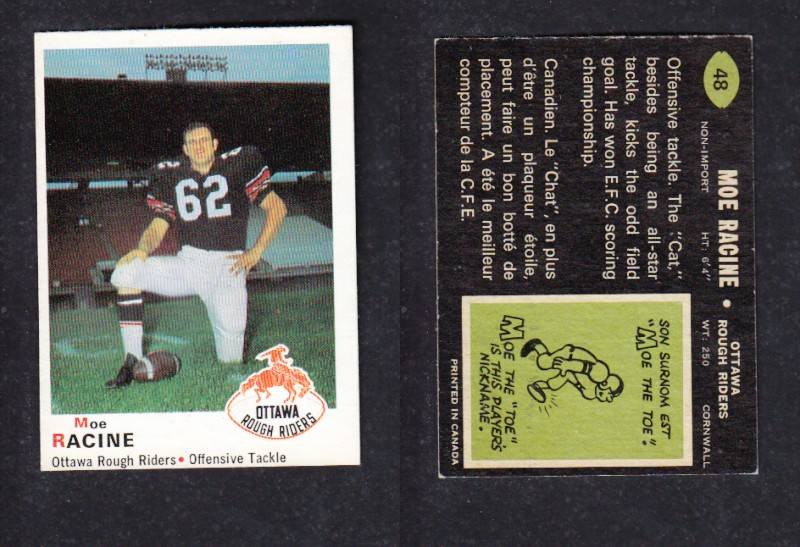 62
OTTAWA
ROUGH RIDERS
Moe
RACINE
Ottawa Rough Riders • Offensive Tackle
48
MOE RACINE • OTTAWA
ROUGH RIDERS
NON-IMPORT HT: 6'4" WT: 250 CORNWALL
Offensive tackle. The "Cat,"
besides being an all-star
tackle, kicks the odd field
goal. Has won E.F.C. scoring
championship.
Canadien. Le "Chat", en plus
d'être un plaqueur étoile,
peut faire un bon botté de
placement. A été le meilleur
compteur de la C.F.E.
SON SURNOM EST
"MOE THE TOE".
MOE THE "TOE"
IS THIS PLAYER'S
NICKNAME.
PRINTED IN CANADA